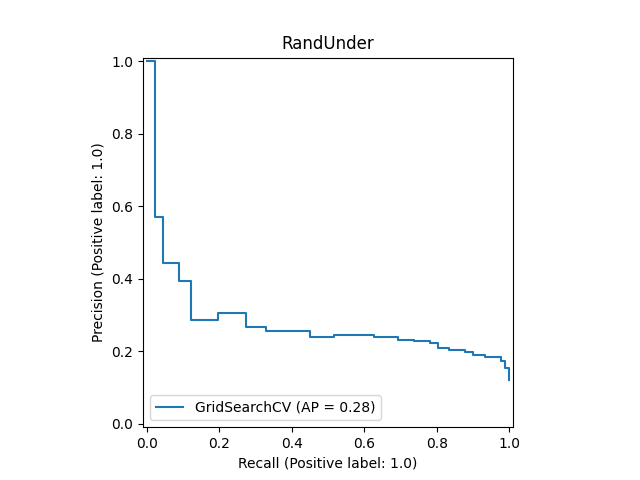 RandUnder
Precision (Positive label: 1.0)
1.0
0.8
0.6
0.4
0.2
0.0
GridSearchCV (AP = 0.28)
0.0 0.2 0.4 0.6 0.8 1.0
Recall (Positive label: 1.0)